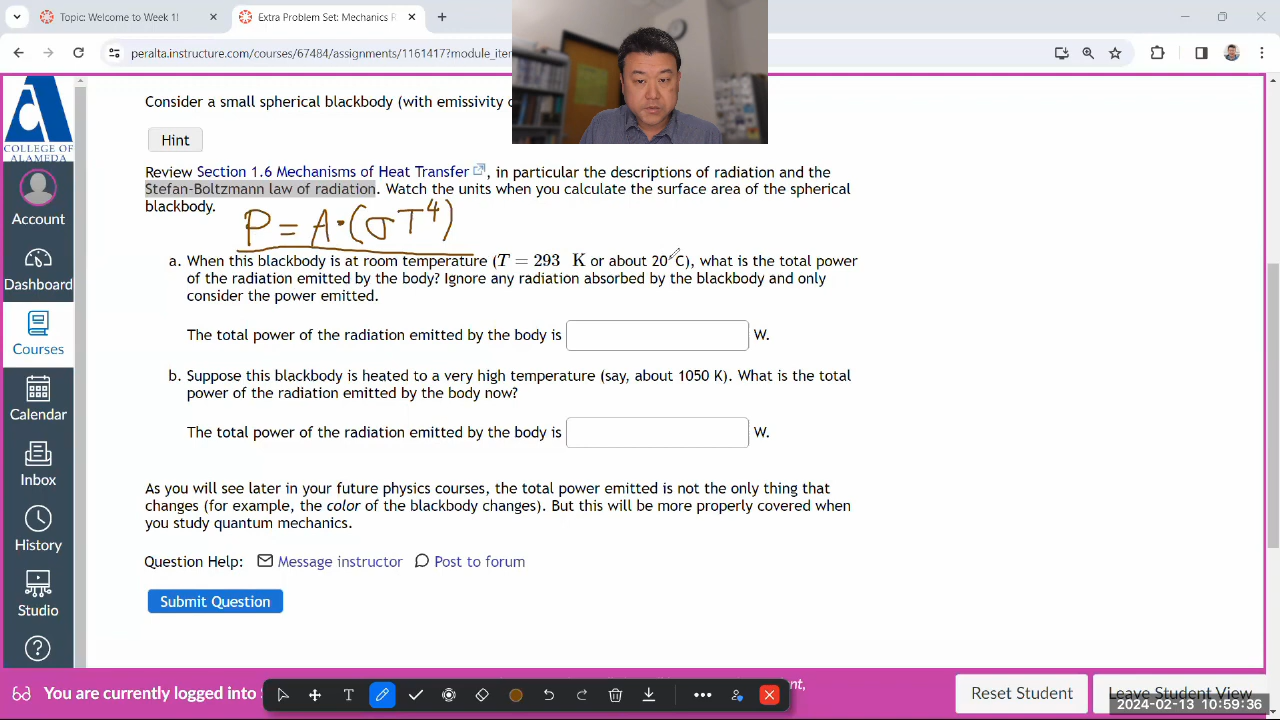 Topic: Welcome to Week 1!
Extra Problem Set: Mechanisms
peralta.instructure.com/courses/67484/assignments/1161417?module_ite
COLLEGE OF
ALAMEDA
Account
Dashboard
Courses
Calendar
Inbox
History
Studio
Consider a small spherical blackbody (with emissivity
Hint
Review Section 1.6 Mechanisms of Heat Transfer, in particular the descriptions of radiation and the
Stefan-Boltzmann law of radiation. Watch the units when you calculate the surface area of the spherical
blackbody.
P = A·(σT⁴)
a. When this blackbody is at room temperature (T = 293 K or about 20°C), what is the total power
of the radiation emitted by the body? Ignore any radiation absorbed by the blackbody and only
consider the power emitted.
The total power of the radiation emitted by the body is W.
b. Suppose this blackbody is heated to a very high temperature (say, about 1050 K). What is the total
power of the radiation emitted by the body now?
The total power of the radiation emitted by the body is W.
As you will see later in your future physics courses, the total power emitted is not the only thing that
changes (for example, the color of the blackbody changes). But this will be more properly covered when
you study quantum mechanics.
Question Help: Message instructor Post to forum
Submit Question
You are currently logged into
Reset Student
Leave Student View
2024-02-13 10:59:36